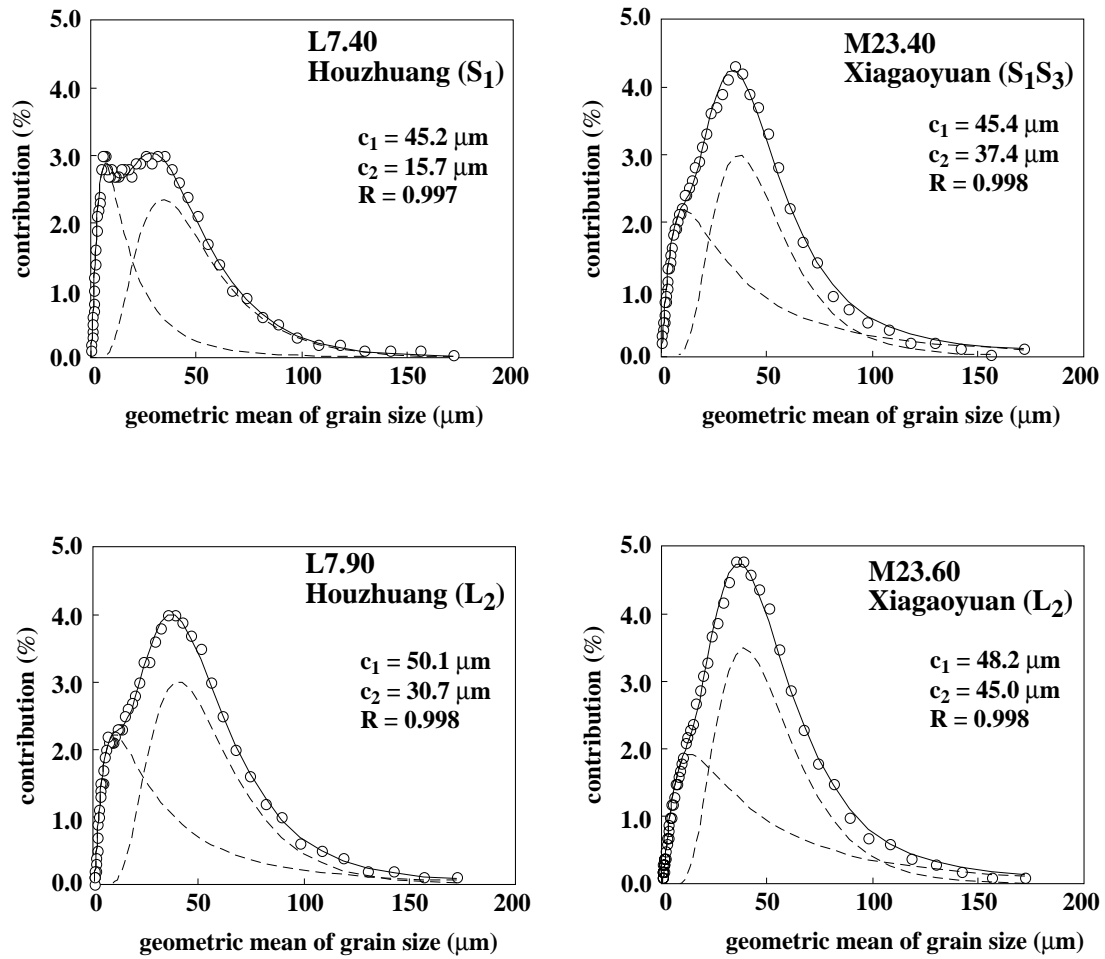 5.0
4.0
3.0
2.0
1.0
0.0
contribution (%)
L7.40
Houzhuang (S1)
c1 = 45.2 μm
c2 = 15.7 μm
R = 0.997
0 50 100 150 200
geometric mean of grain size (μm)
5.0
4.0
3.0
2.0
1.0
0.0
contribution (%)
M23.40
Xiagaoyuan (S1S3)
c1 = 45.4 μm
c2 = 37.4 μm
R = 0.998
0 50 100 150 200
geometric mean of grain size (μm)
5.0
4.0
3.0
2.0
1.0
0.0
contribution (%)
L7.90
Houzhuang (L2)
c1 = 50.1 μm
c2 = 30.7 μm
R = 0.998
0 50 100 150 200
geometric mean of grain size (μm)
5.0
4.0
3.0
2.0
1.0
0.0
contribution (%)
M23.60
Xiagaoyuan (L2)
c1 = 48.2 μm
c2 = 45.0 μm
R = 0.998
0 50 100 150 200
geometric mean of grain size (μm)